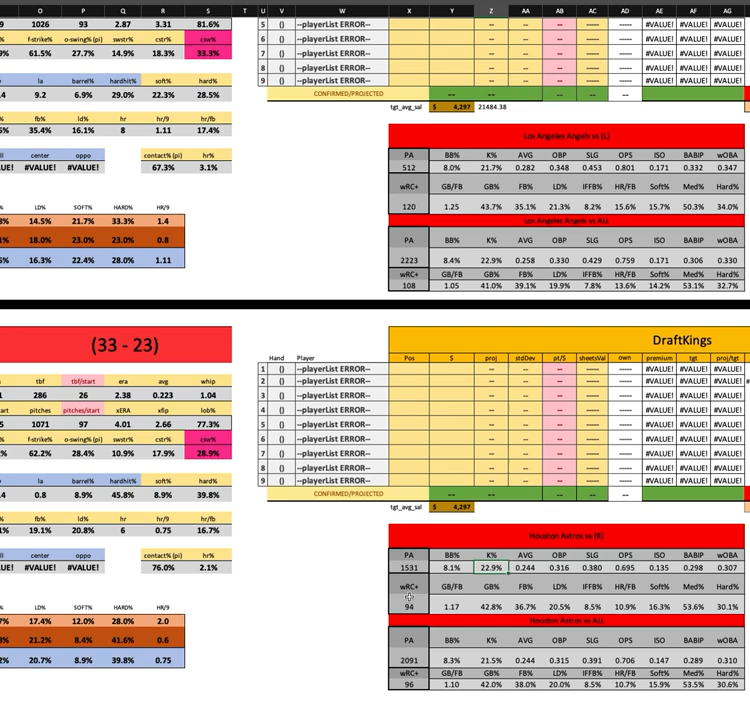 O P Q R S T U V W X Y Z AA AB AC AD AE AF AG
9 1026 93 2.87 3.31 81.6% 5 () --playerList ERROR-- -- -- -- ----- ----- #VALUE! #VALUE! #VALUE!
% f-strike% o-swing% (pi) swstr% cstr% csw% 6 () --playerList ERROR-- -- -- -- ----- ----- #VALUE! #VALUE! #VALUE!
% 61.5% 27.7% 14.9% 18.3% 33.3% 7 () --playerList ERROR-- -- -- -- ----- ----- #VALUE! #VALUE! #VALUE!
8 () --playerList ERROR-- -- -- -- ----- ----- #VALUE! #VALUE! #VALUE!
la barrel% hardhit% soft% hard% 9 () --playerList ERROR-- -- -- -- ----- ----- #VALUE! #VALUE! #VALUE!
.4 9.2 6.9% 29.0% 22.3% 28.5% CONFIRMED/PROJECTED -- -- -- -- --
tgt_avg_sal $ 4,297 21484.38
fb% ld% hr hr/9 hr/fb
% 35.4% 16.1% 8 1.11 17.4%
Los Angeles Angels vs (L)
ll center oppo contact% (pi) hr% PA BB% K% AVG OBP SLG OPS ISO BABIP wOBA
UE! #VALUE! #VALUE! 67.3% 3.1% 512 8.0% 21.7% 0.282 0.348 0.453 0.801 0.171 0.332 0.347
wRC+ GB/FB GB% FB% LD% IFFB% HR/FB Soft% Med% Hard%
LD% SOFT% HARD% HR/9 120 1.25 43.7% 35.1% 21.3% 8.2% 15.6% 15.7% 50.3% 34.0%
% 14.5% 21.7% 33.3% 1.4 Los Angeles Angels vs ALL
% 18.0% 23.0% 23.0% 0.8 PA BB% K% AVG OBP SLG OPS ISO BABIP wOBA
% 16.3% 22.4% 28.0% 1.11 2223 8.4% 22.9% 0.258 0.330 0.429 0.759 0.171 0.306 0.330
wRC+ GB/FB GB% FB% LD% IFFB% HR/FB Soft% Med% Hard%
108 1.05 41.0% 39.1% 19.9% 7.8% 13.6% 14.2% 53.1% 32.7%
(33 - 23) DraftKings
Hand Player Pos $ proj stdDev pt/$ sheetsVal own premium tgt proj/tgt
1 () --playerList ERROR-- -- -- -- ----- ----- #VALUE! #VALUE! #VALUE!
tbf tbf/start era avg whip 2 () --playerList ERROR-- -- -- -- ----- ----- #VALUE! #VALUE! #VALUE! #
1 286 26 2.38 0.223 1.04 3 () --playerList ERROR-- -- -- -- ----- ----- #VALUE! #VALUE! #VALUE!
art pitches pitches/start xERA xfip lob% 4 () --playerList ERROR-- -- -- -- ----- ----- #VALUE! #VALUE! #VALUE!
5 1071 97 4.01 2.66 77.3% 5 () --playerList ERROR-- -- -- -- ----- ----- #VALUE! #VALUE! #VALUE!
% f-strike% o-swing% (pi) swstr% cstr% csw% 6 () --playerList ERROR-- -- -- -- ----- ----- #VALUE! #VALUE! #VALUE!
% 62.2% 28.4% 10.9% 17.9% 28.9% 7 () --playerList ERROR-- -- -- -- ----- ----- #VALUE! #VALUE! #VALUE!
8 () --playerList ERROR-- -- -- -- ----- ----- #VALUE! #VALUE! #VALUE!
la barrel% hardhit% soft% hard% 9 () --playerList ERROR-- -- -- -- ----- ----- #VALUE! #VALUE! #VALUE!
.4 0.8 8.9% 45.8% 8.9% 39.8% CONFIRMED/PROJECTED -- -- -- -- --
tgt_avg_sal $ 4,297
fb% ld% hr hr/9 hr/fb
% 19.1% 20.8% 6 0.75 16.7%
Houston Astros vs (R)
ll center oppo contact% (pi) hr% PA BB% K% AVG OBP SLG OPS ISO BABIP wOBA
UE! #VALUE! #VALUE! 76.0% 2.1% 1531 8.1% 22.9% 0.244 0.316 0.380 0.695 0.135 0.298 0.307
wRC+ GB/FB GB% FB% LD% IFFB% HR/FB Soft% Med% Hard%
LD% SOFT% HARD% HR/9 94 1.17 42.8% 36.7% 20.5% 8.5% 10.9% 16.3% 53.6% 30.1%
7% 17.4% 12.0% 28.0% 2.0 Houston Astros vs ALL
% 21.2% 8.4% 41.6% 0.6 PA BB% K% AVG OBP SLG OPS ISO BABIP wOBA
2% 20.7% 8.9% 39.8% 0.75 2091 8.3% 21.5% 0.244 0.315 0.391 0.706 0.147 0.289 0.310
wRC+ GB/FB GB% FB% LD% IFFB% HR/FB Soft% Med% Hard%
96 1.10 42.0% 38.0% 20.0% 8.5% 10.7% 15.9% 53.5% 30.6%